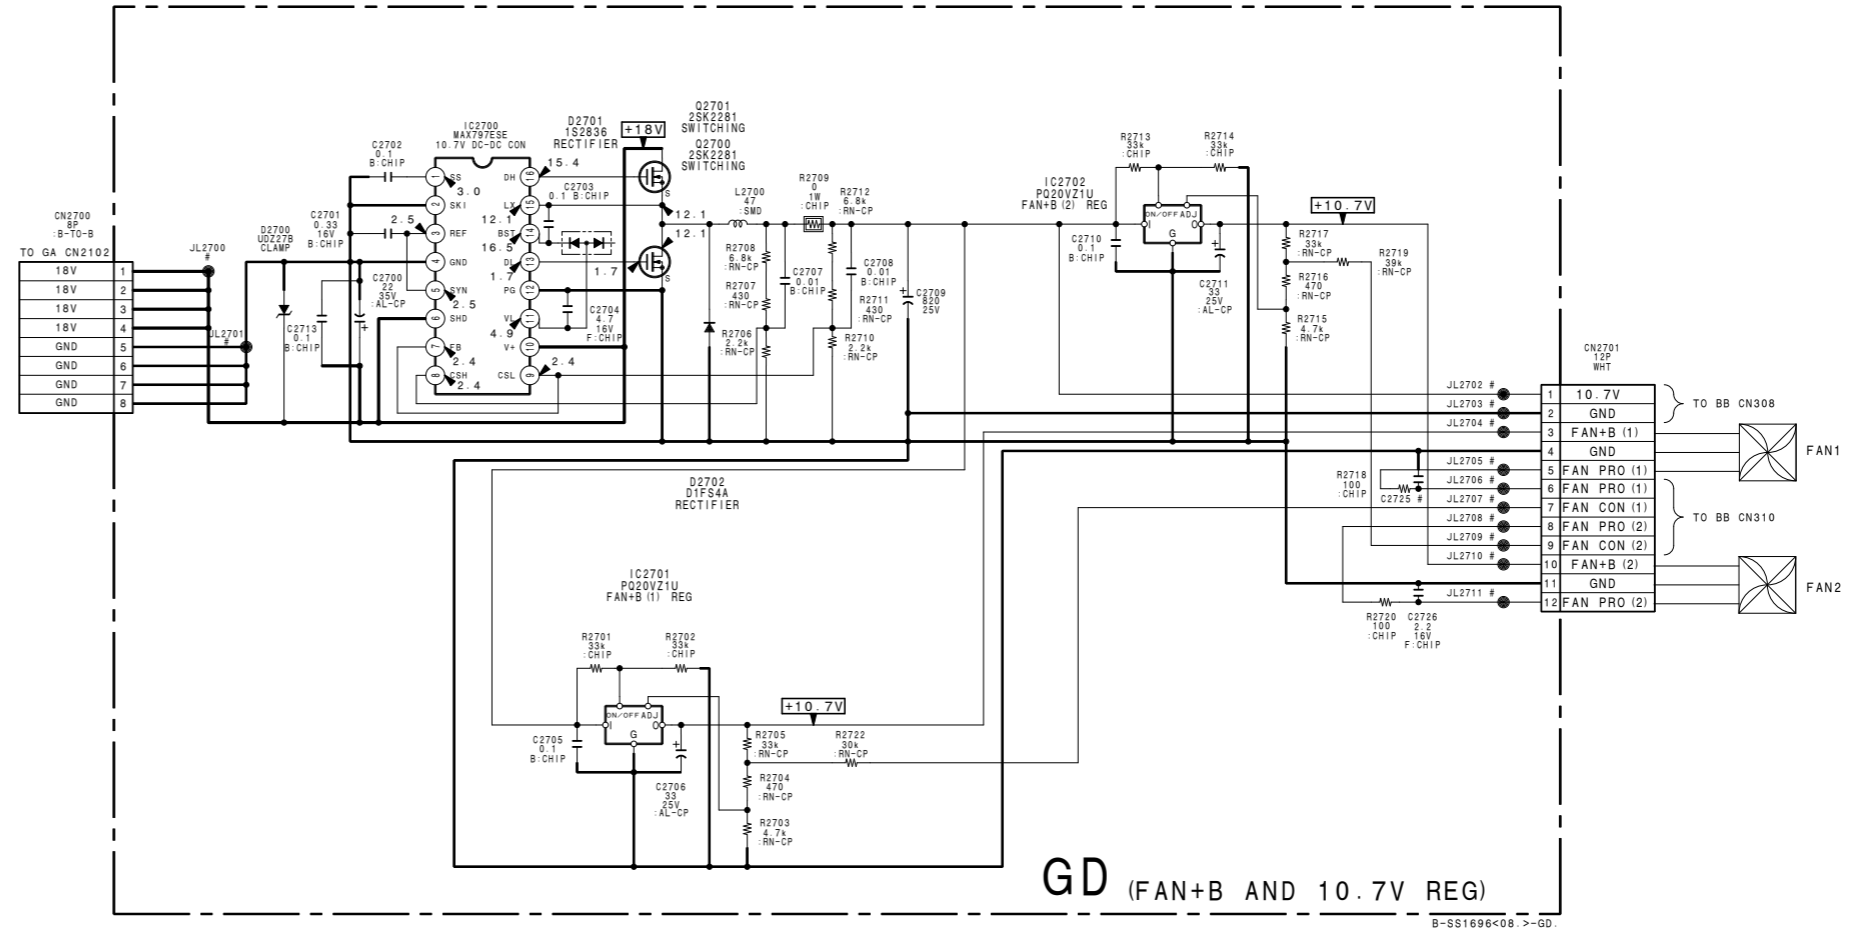 CN2700
8P
:B-TO-B
TO GA CN2102
18V 1
18V 2
18V 3
18V 4
GND 5
GND 6
GND 7
GND 8
JL2700
#
JL2701
#
D2700
UDZ27B
CLAMP
C2713
0.1
B:CHIP
C2702
0.1
B:CHIP
C2701
0.33
16V
B:CHIP
2.5
C2700
22
35V
:AL-CP
IC2700
MAX797ESE
10.7V DC-DC CON
1 SS
3.0
2 SKI
3 REF
4 GND
5 SYN
2.5
6 SHD
7 FB
2.4
8 CSH
2.4
DH 16
15.4
LX 15
12.1
BST 14
16.5
DL 13
1.7
PG 12
VL 11
4.9
V+ 10
CSL 9
2.4
D2701
1S2836
RECTIFIER
+18V
C2703
0.1 B:CHIP
1.7
C2704
4.7
16V
F:CHIP
Q2701
2SK2281
SWITCHING
Q2700
2SK2281
SWITCHING
S
12.1
12.1
S
L2700
47
:SMD
R2709
0
1W
:CHIP
R2712
6.8k
:RN-CP
R2708
6.8k
:RN-CP
R2707
430
:RN-CP
R2706
2.2k
:RN-CP
C2707
0.01
B:CHIP
C2708
0.01
B:CHIP
R2711
430
:RN-CP
R2710
2.2k
:RN-CP
+
C2709
820
25V
D2702
D1FS4A
RECTIFIER
IC2702
PQ20VZ1U
FAN+B(2) REG
R2713
33k
:CHIP
R2714
33k
:CHIP
ON/OFF ADJ
I O
G
C2710
0.1
B:CHIP
+
C2711
33
25V
:AL-CP
+10.7V
R2717
33k
:RN-CP
R2716
470
:RN-CP
R2715
4.7k
:RN-CP
R2719
39k
:RN-CP
IC2701
PQ20VZ1U
FAN+B(1) REG
R2701
33k
:CHIP
R2702
33k
:CHIP
ON/OFF ADJ
I O
G
C2705
0.1
B:CHIP
+
C2706
33
25V
:AL-CP
+10.7V
R2705
33k
:RN-CP
R2722
30k
:RN-CP
R2704
470
:RN-CP
R2703
4.7k
:RN-CP
R2718
100
:CHIP
C2725 #
R2720
100
:CHIP
C2726
2.2
16V
F:CHIP
JL2702 #
JL2703 #
JL2704 #
JL2705 #
JL2706 #
JL2707 #
JL2708 #
JL2709 #
JL2710 #
JL2711 #
CN2701
12P
WHT
1 10.7V
2 GND
3 FAN+B(1)
4 GND
5 FAN PRO(1)
6 FAN PRO(1)
7 FAN CON(1)
8 FAN PRO(2)
9 FAN CON(2)
10 FAN+B(2)
11 GND
12 FAN PRO(2)
TO BB CN308
FAN1
TO BB CN310
FAN2
GD (FAN+B AND 10.7V REG)
B-SS1696<08.>-GD.